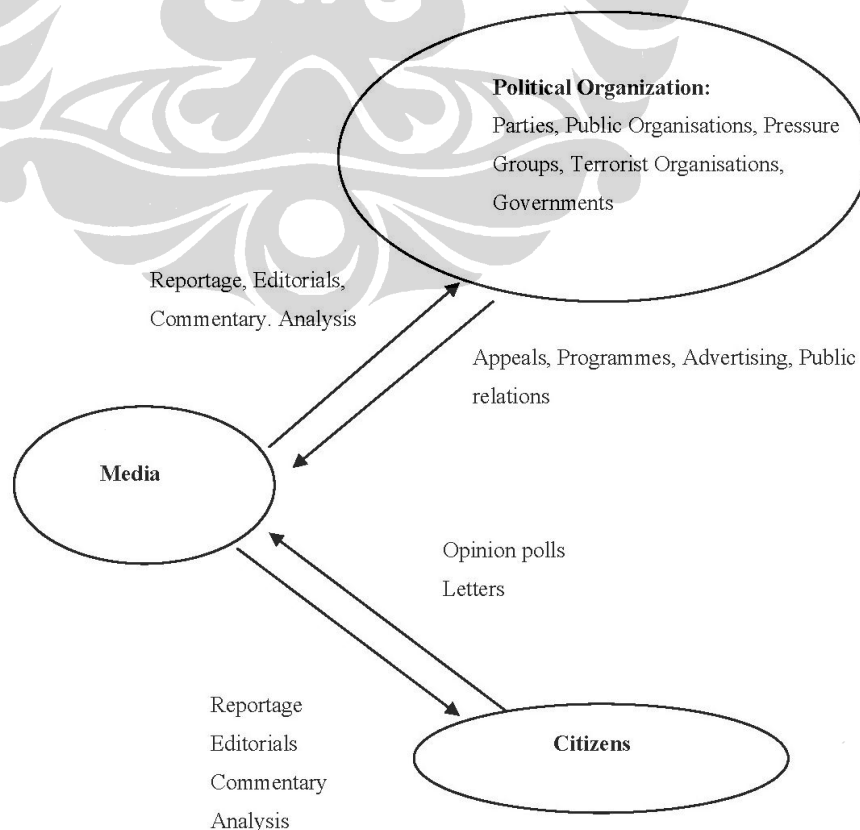 Political Organization:
Parties, Public Organisations, Pressure
Groups, Terrorist Organisations,
Governments
Reportage, Editorials,
Commentary. Analysis
Appeals, Programmes, Advertising, Public
relations
Media
Opinion polls
Letters
Reportage
Editorials
Commentary
Analysis
Citizens